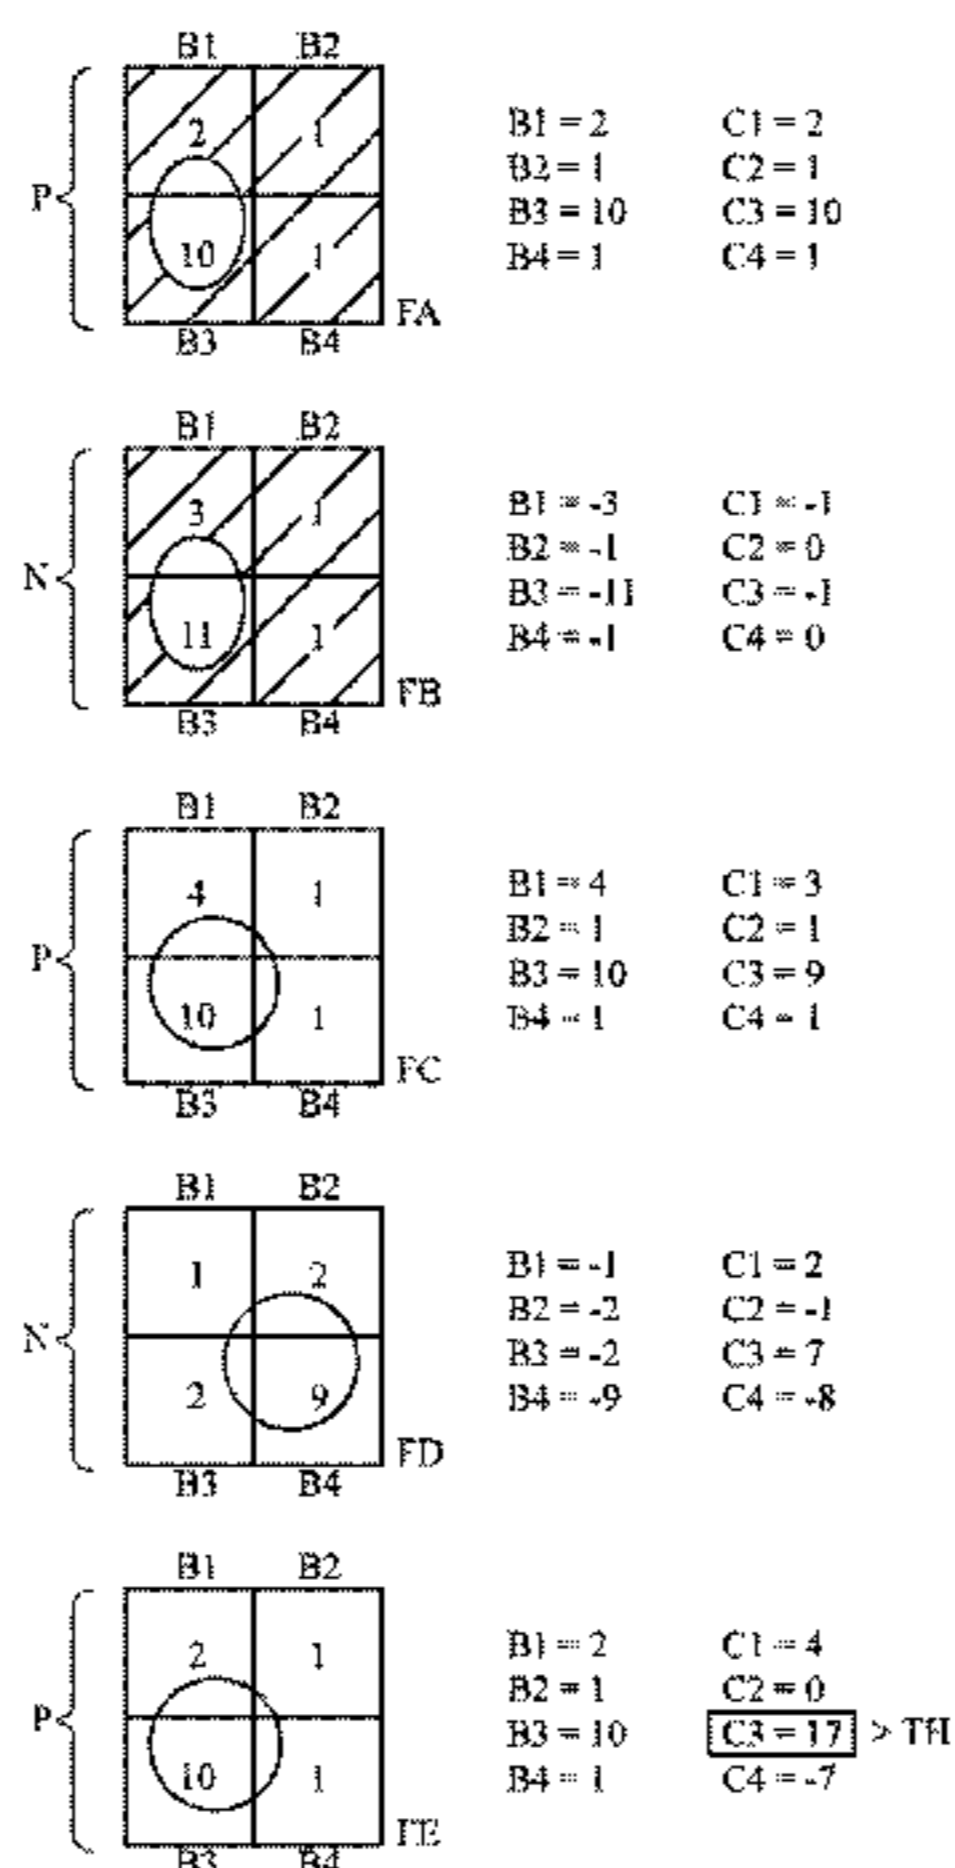 B1 B2
P 2 1 B1 = 2 C1 = 2
B2 = 1 C2 = 1
B3 = 10 C3 = 10
10 1 B4 = 1 C4 = 1
FA
B3 B4
B1 B2
N 3 1 B1 = -3 C1 = -1
B2 = -1 C2 = 0
B3 = -11 C3 = -1
11 1 B4 = -1 C4 = 0
FB
B3 B4
B1 B2
P 4 1 B1 = 4 C1 = 3
B2 = 1 C2 = 1
B3 = 10 C3 = 9
10 1 B4 = 1 C4 = 1
FC
B3 B4
B1 B2
N 1 2 B1 = -1 C1 = 2
B2 = -2 C2 = -1
B3 = -2 C3 = 7
2 9 B4 = -9 C4 = -8
FD
B3 B4
B1 B2
P 2 1 B1 = 2 C1 = 4
B2 = 1 C2 = 0
B3 = 10 C3 = 17 > TH
10 1 B4 = 1 C4 = -7
FE
B3 B4